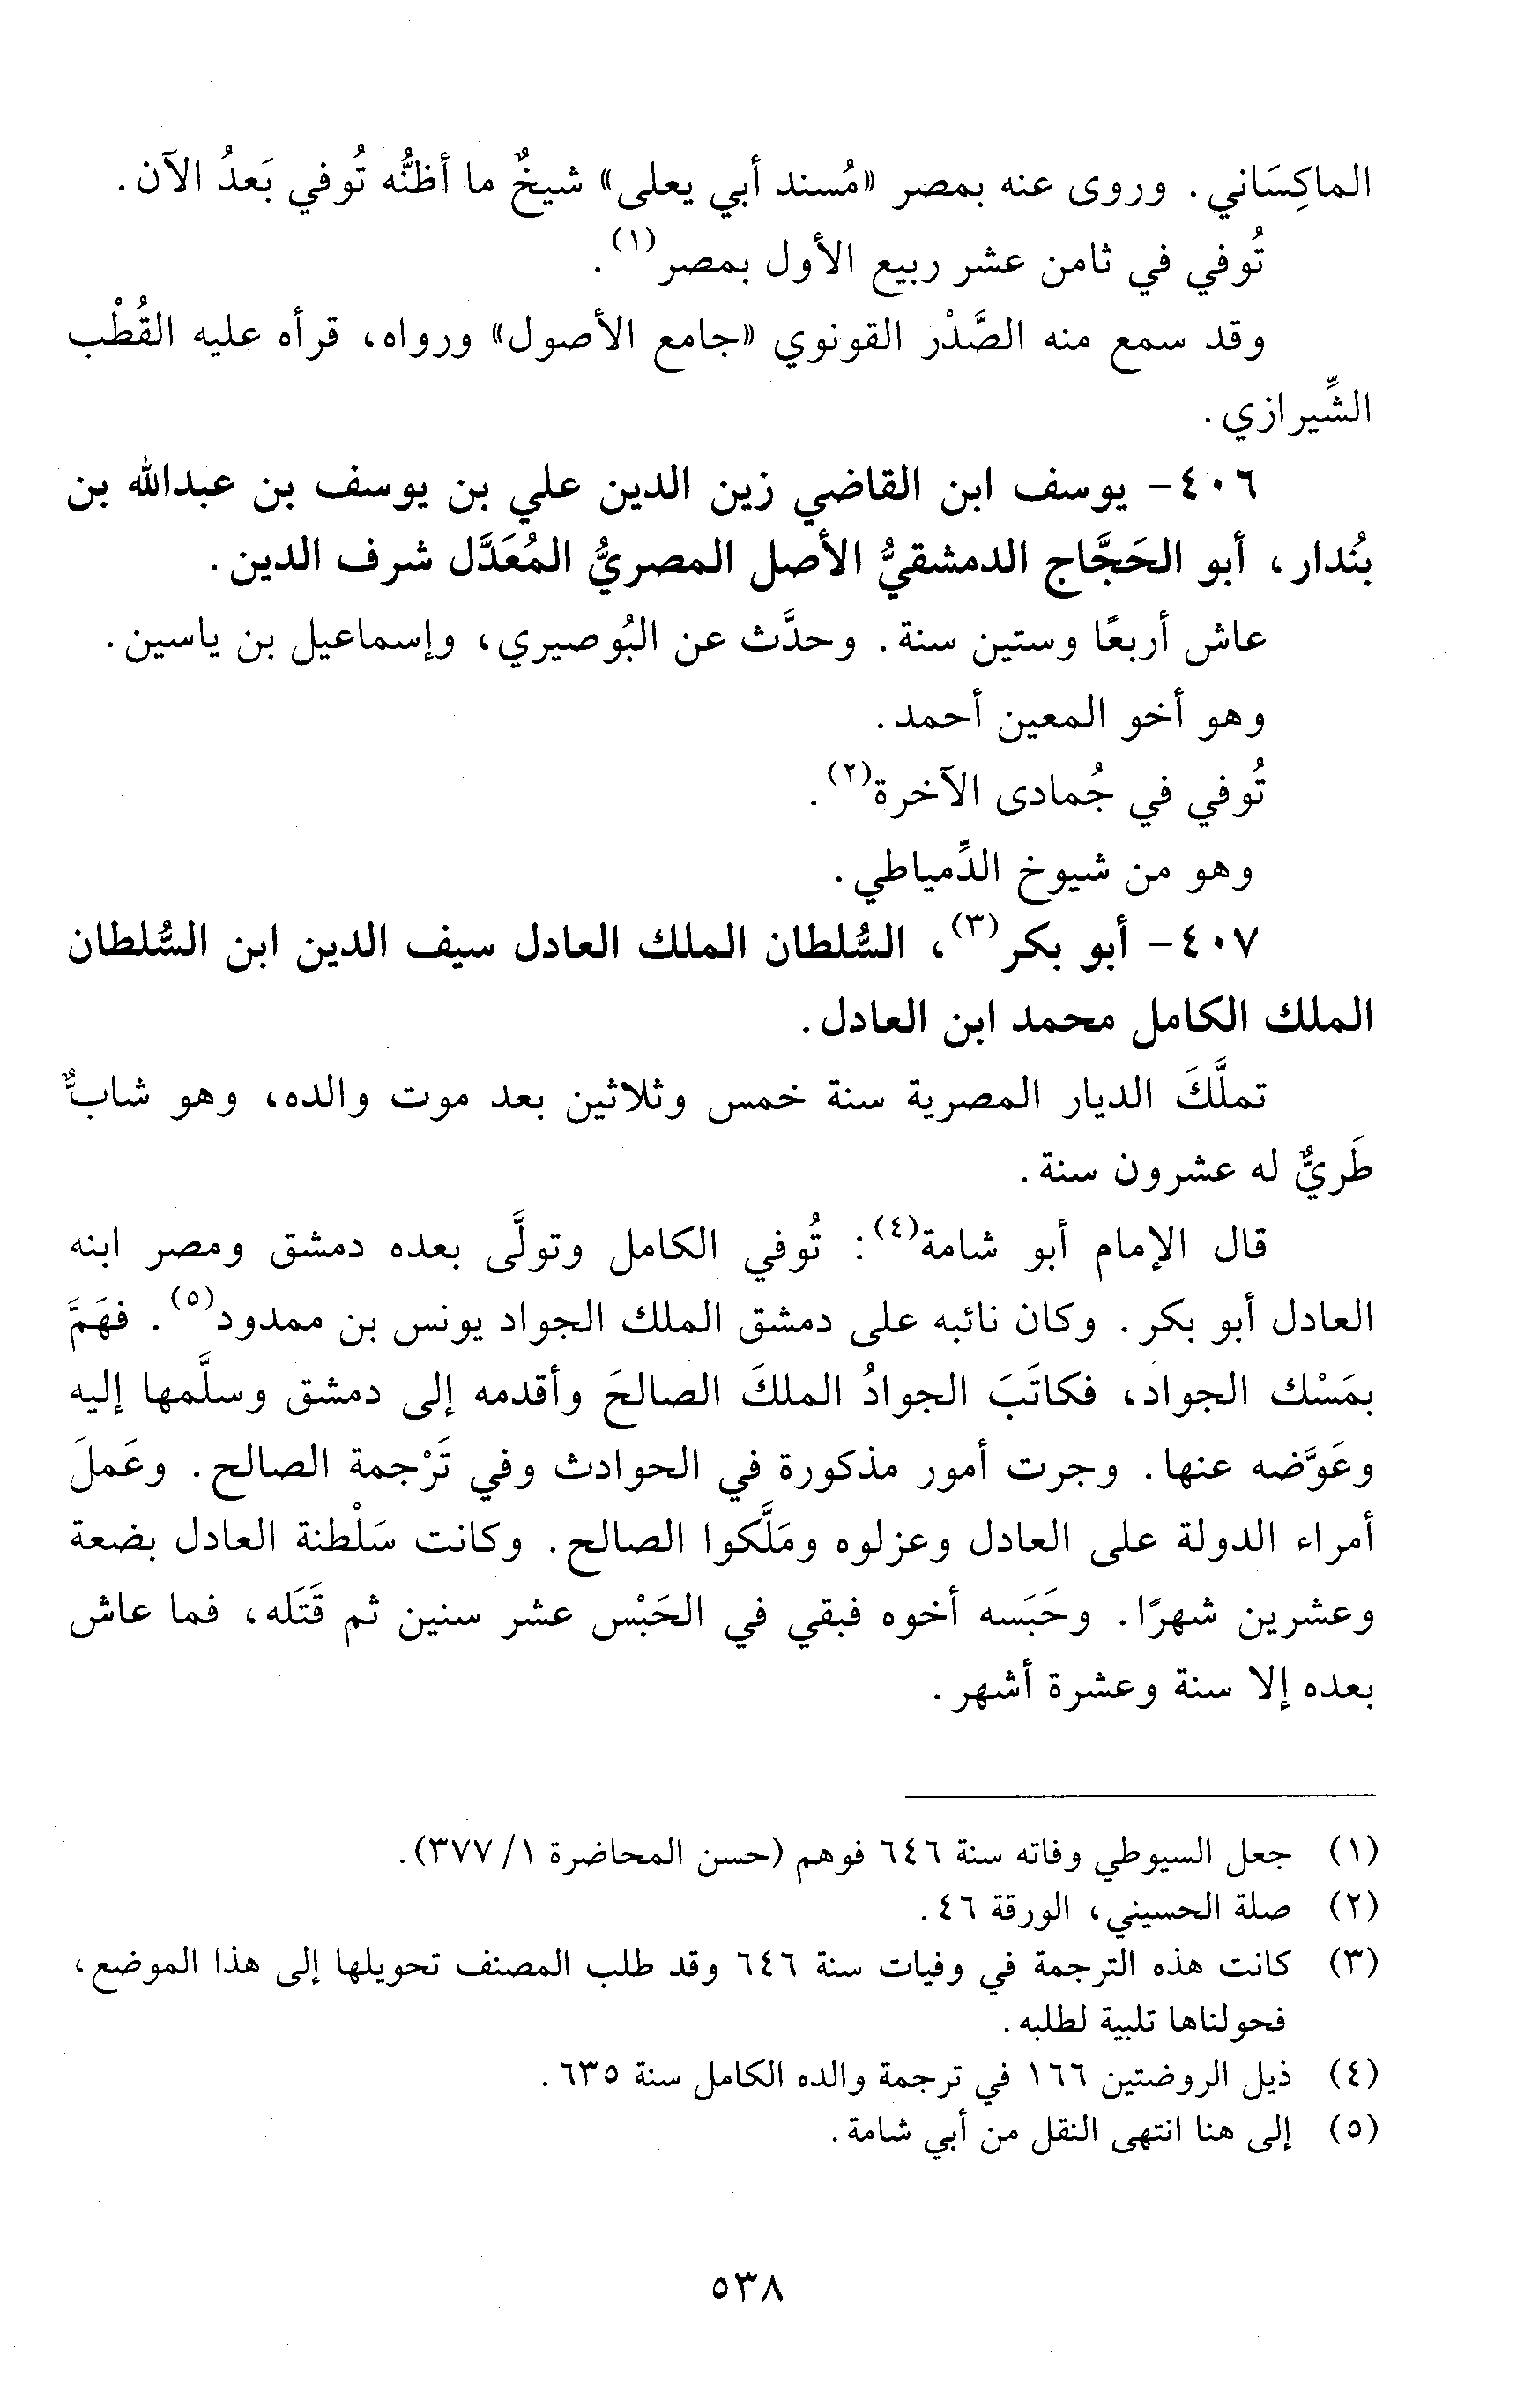 الماكِسَاني. وروى عنه بمصر «مُسند أبي يعلى» شيخٌ ما أظنُّه تُوفي بَعدُ الآن.
تُوفي في ثامن عشر ربيع الأول بمصر(١).
وقد سمع منه الصَّدْر القونوي «جامع الأصول» ورواه، قرأه عليه القُطْب
الشِّيرازي.
٤٠٦- يوسف ابن القاضي زين الدين علي بن يوسف بن عبدالله بن
بُندار، أبو الحَجَّاج الدمشقيُّ الأصل المصريُّ المُعَدَّل شرف الدين.
عاش أربعًا وستين سنة. وحدَّث عن البُوصيري، وإسماعيل بن ياسين.
وهو أخو المعين أحمد.
تُوفي في جُمادى الآخرة(٢).
وهو من شيوخ الدِّمياطي.
٤٠٧- أبو بكر(٣)، السُّلطان الملك العادل سيف الدين ابن السُّلطان
الملك الكامل محمد ابن العادل.
تملَّكَ الديار المصرية سنة خمس وثلاثين بعد موت والده، وهو شابٌّ
طَريٌّ له عشرون سنة.
قال الإمام أبو شامة(٤): تُوفي الكامل وتولَّى بعده دمشق ومصر ابنه
العادل أبو بكر. وكان نائبه على دمشق الملك الجواد يونس بن ممدود(٥). فهَمَّ
بمَسْك الجواد، فكاتَبَ الجوادُ الملكَ الصالحَ وأقدمه إلى دمشق وسلَّمها إليه
وعَوَّضه عنها. وجرت أمور مذكورة في الحوادث وفي تَرْجمة الصالح. وعَملَ
أمراء الدولة على العادل وعزلوه ومَلَّكوا الصالح. وكانت سَلْطنة العادل بضعة
وعشرين شهرًا. وحَبَسه أخوه فبقي في الحَبْس عشر سنين ثم قَتَله، فما عاش
بعده إلا سنة وعشرة أشهر.
(١) جعل السيوطي وفاته سنة ٦٤٦ فوهم (حسن المحاضرة ١/ ٣٧٧).
(٢) صلة الحسيني، الورقة ٤٦.
(٣) كانت هذه الترجمة في وفيات سنة ٦٤٦ وقد طلب المصنف تحويلها إلى هذا الموضع،
فحولناها تلبية لطلبه.
(٤) ذيل الروضتين ١٦٦ في ترجمة والده الكامل سنة ٦٣٥.
(٥) إلى هنا انتهى النقل من أبي شامة.
٥٣٨